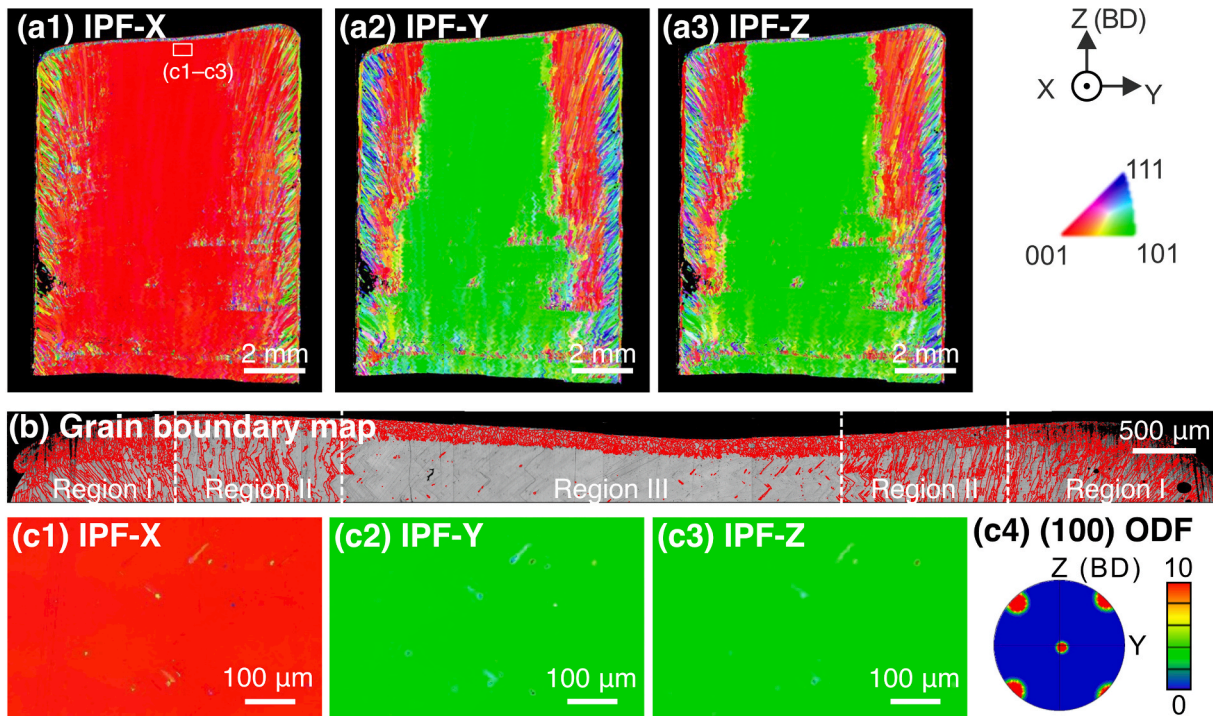 (a1) IPF-X
(c1–c3)
2 mm
(a2) IPF-Y
2 mm
(a3) IPF-Z
2 mm
Z (BD)
X
Y
111
001
101
(b) Grain boundary map
500 µm
Region I
Region II
Region III
Region II
Region I
(c1) IPF-X
100 µm
(c2) IPF-Y
100 µm
(c3) IPF-Z
100 µm
(c4) (100) ODF
Z (BD)
Y
10
0